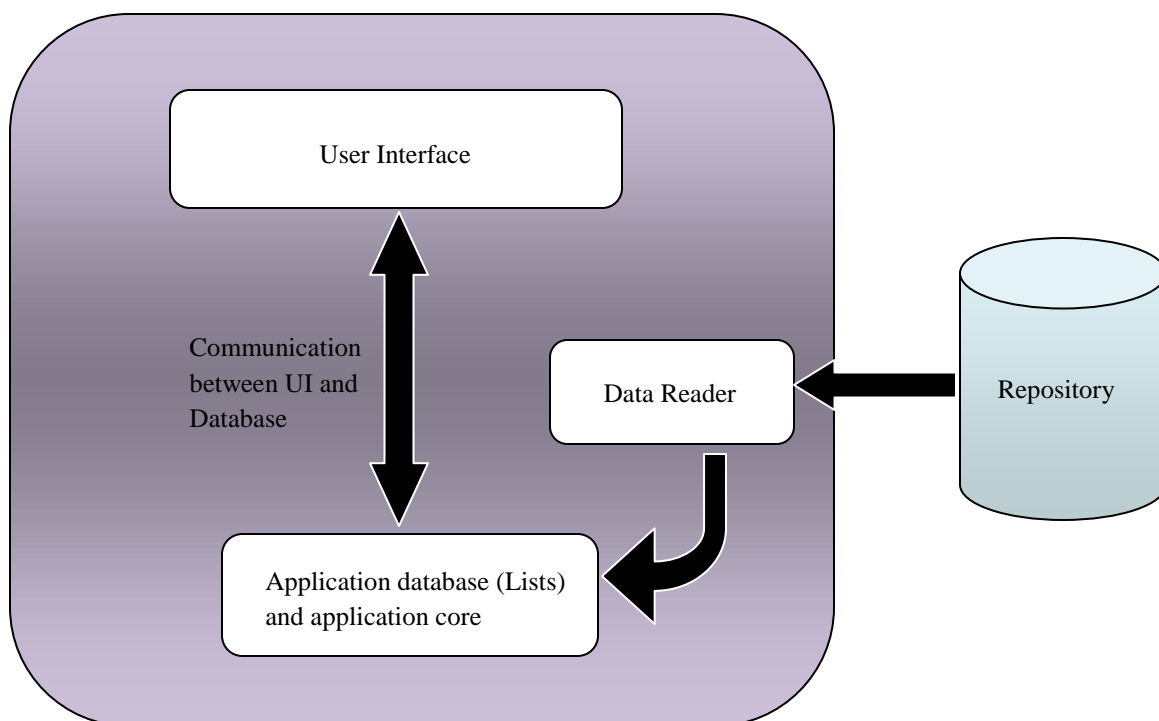 User Interface
Communication
between UI and
Database
Data Reader
Repository
Application database (Lists)
and application core